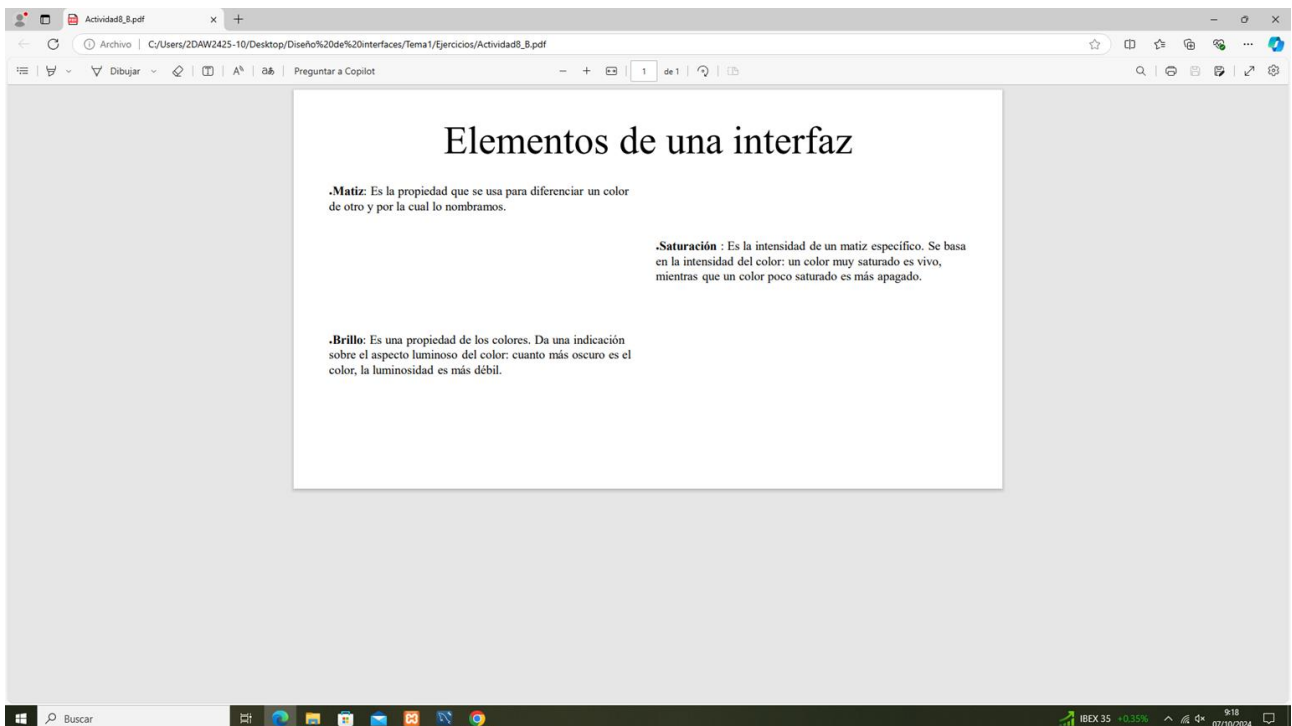 Actividad8_B.pdf
Archivo
C:/Users/2DAW2425-10/Desktop/Diseño%20de%20interfaces/Tema1/Ejercicios/Actividad8_B.pdf
Dibujar
Preguntar a Copilot
1 de 1
Elementos de una interfaz
•Matiz: Es la propiedad que se usa para diferenciar un color
de otro y por la cual lo nombramos.
•Saturación : Es la intensidad de un matiz específico. Se basa
en la intensidad del color: un color muy saturado es vivo,
mientras que un color poco saturado es más apagado.
•Brillo: Es una propiedad de los colores. Da una indicación
sobre el aspecto luminoso del color: cuanto más oscuro es el
color, la luminosidad es más débil.
Buscar
IBEX 35 +0,35%
9:18
07/10/2024